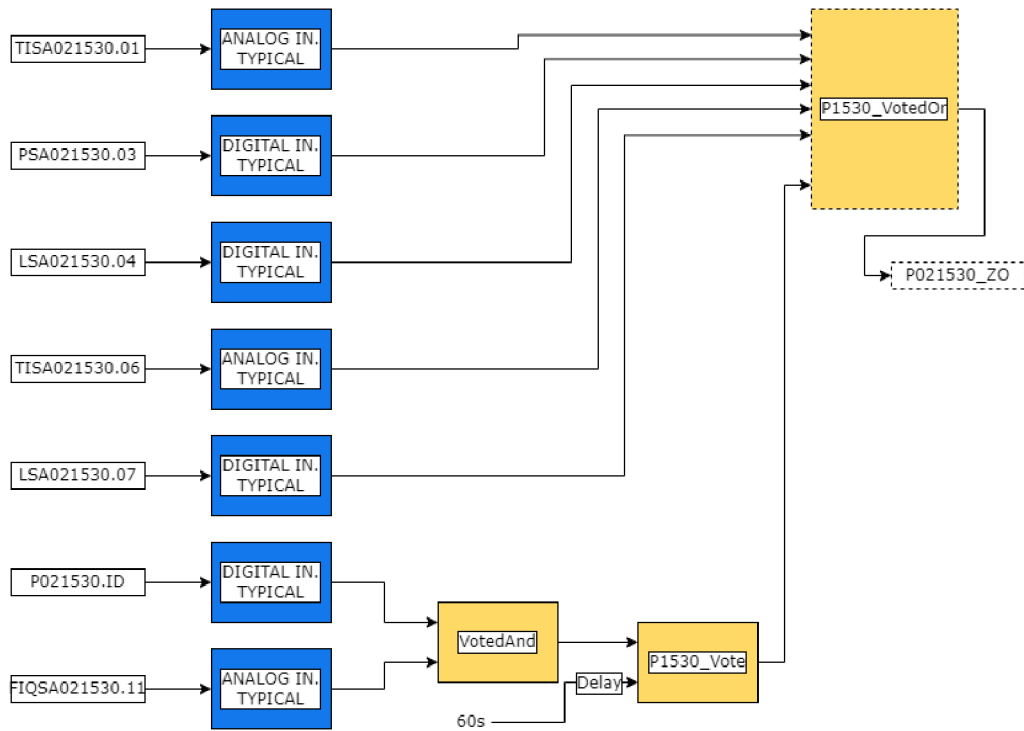 TISA021530.01
ANALOG IN.
TYPICAL
P1530_VotedOr
PSA021530.03
DIGITAL IN.
TYPICAL
LSA021530.04
DIGITAL IN.
TYPICAL
P021530_ZO
TISA021530.06
ANALOG IN.
TYPICAL
LSA021530.07
DIGITAL IN.
TYPICAL
P021530.ID
DIGITAL IN.
TYPICAL
VotedAnd
P1530_Vote
FIQSA021530.11
ANALOG IN.
TYPICAL
Delay
60s